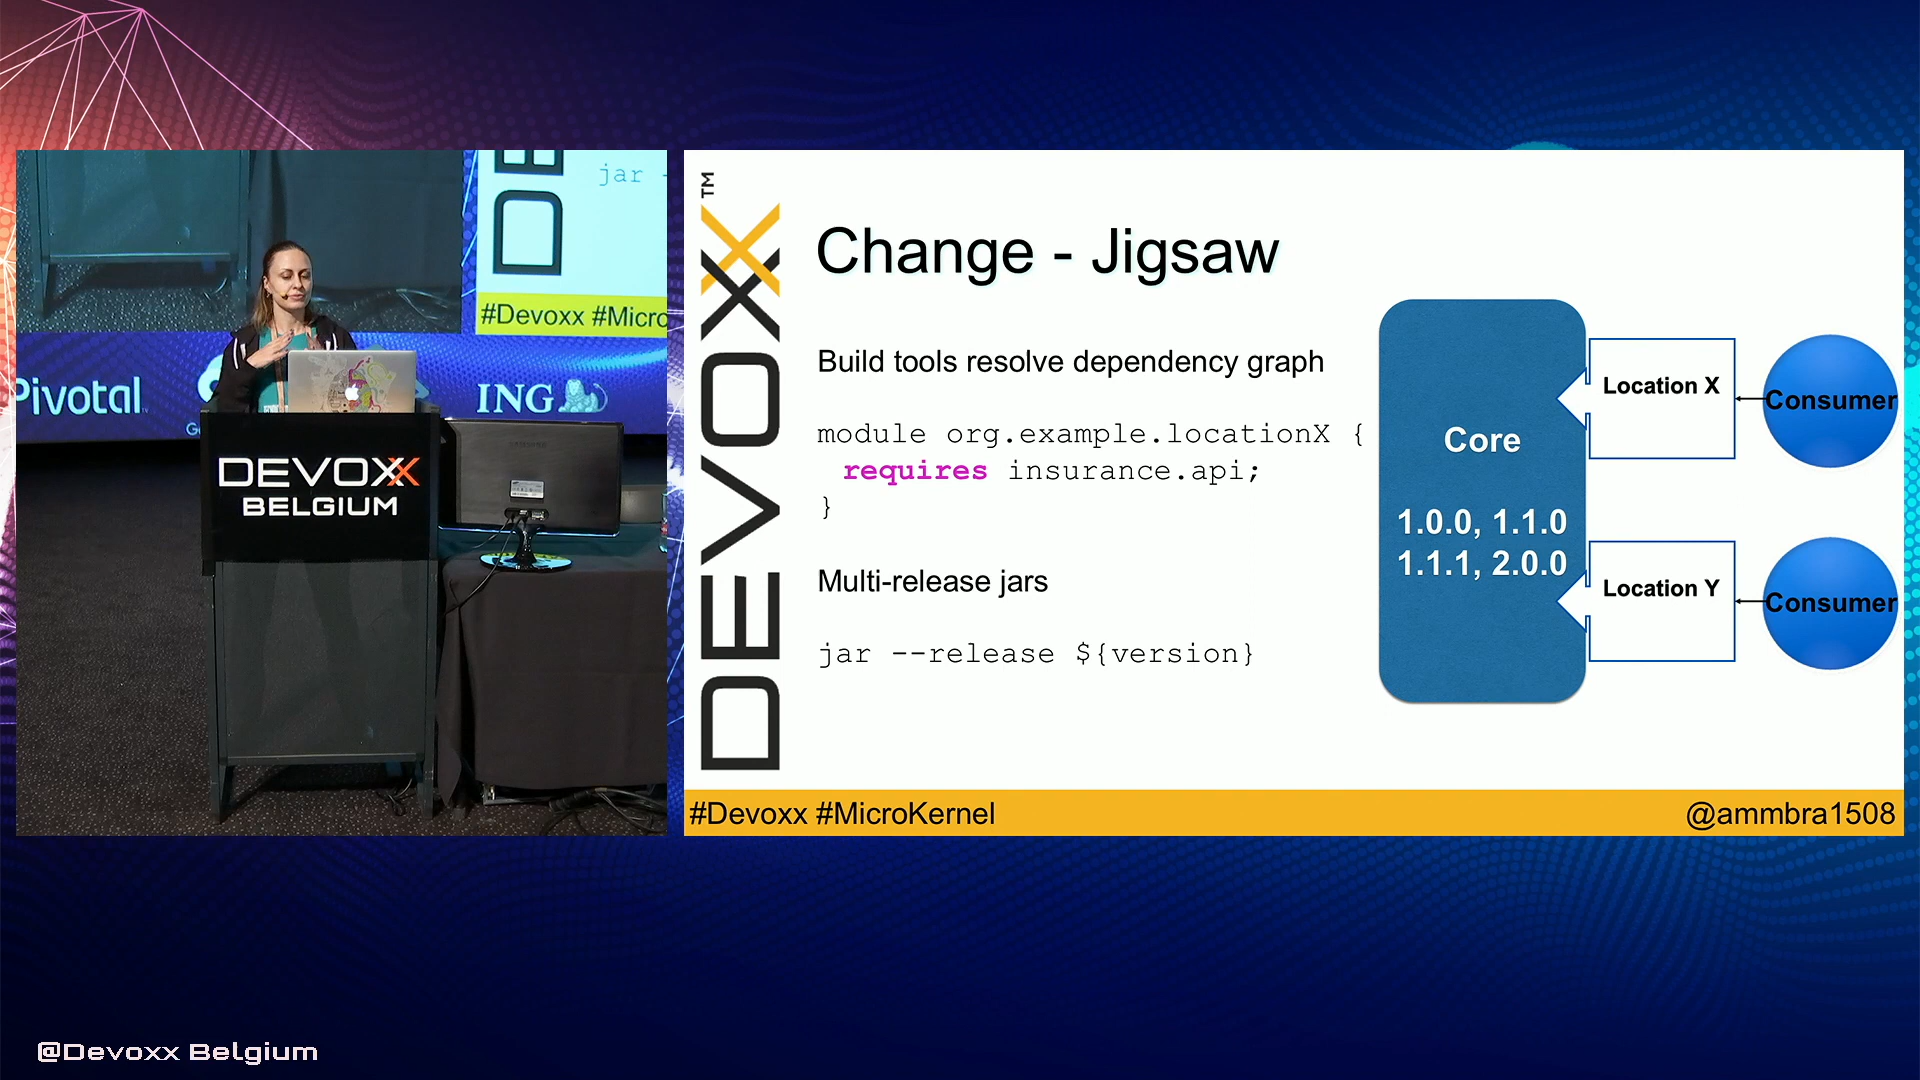 jar -
DE
#Devoxx #Micro
Pivotal
ING
DEVOXX
BELGIUM
DEVOXX™
Change - Jigsaw
Build tools resolve dependency graph
module org.example.locationX {
requires insurance.api;
}
Multi-release jars
jar --release ${version}
Core
1.0.0, 1.1.0
1.1.1, 2.0.0
Location X
Consumer
Location Y
Consumer
#Devoxx #MicroKernel
@ammbra1508
@Devoxx Belgium